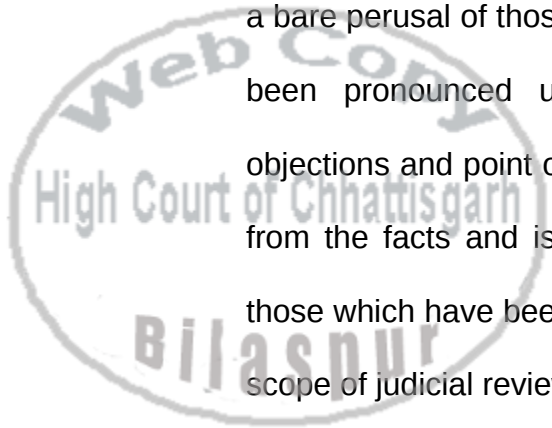 a bare perusal of thos
been pronounced u
objections and point o
from the facts and is
those which have bee
scope of judicial revie
Web Copy
High Court of Chhattisgarh
Bilaspur